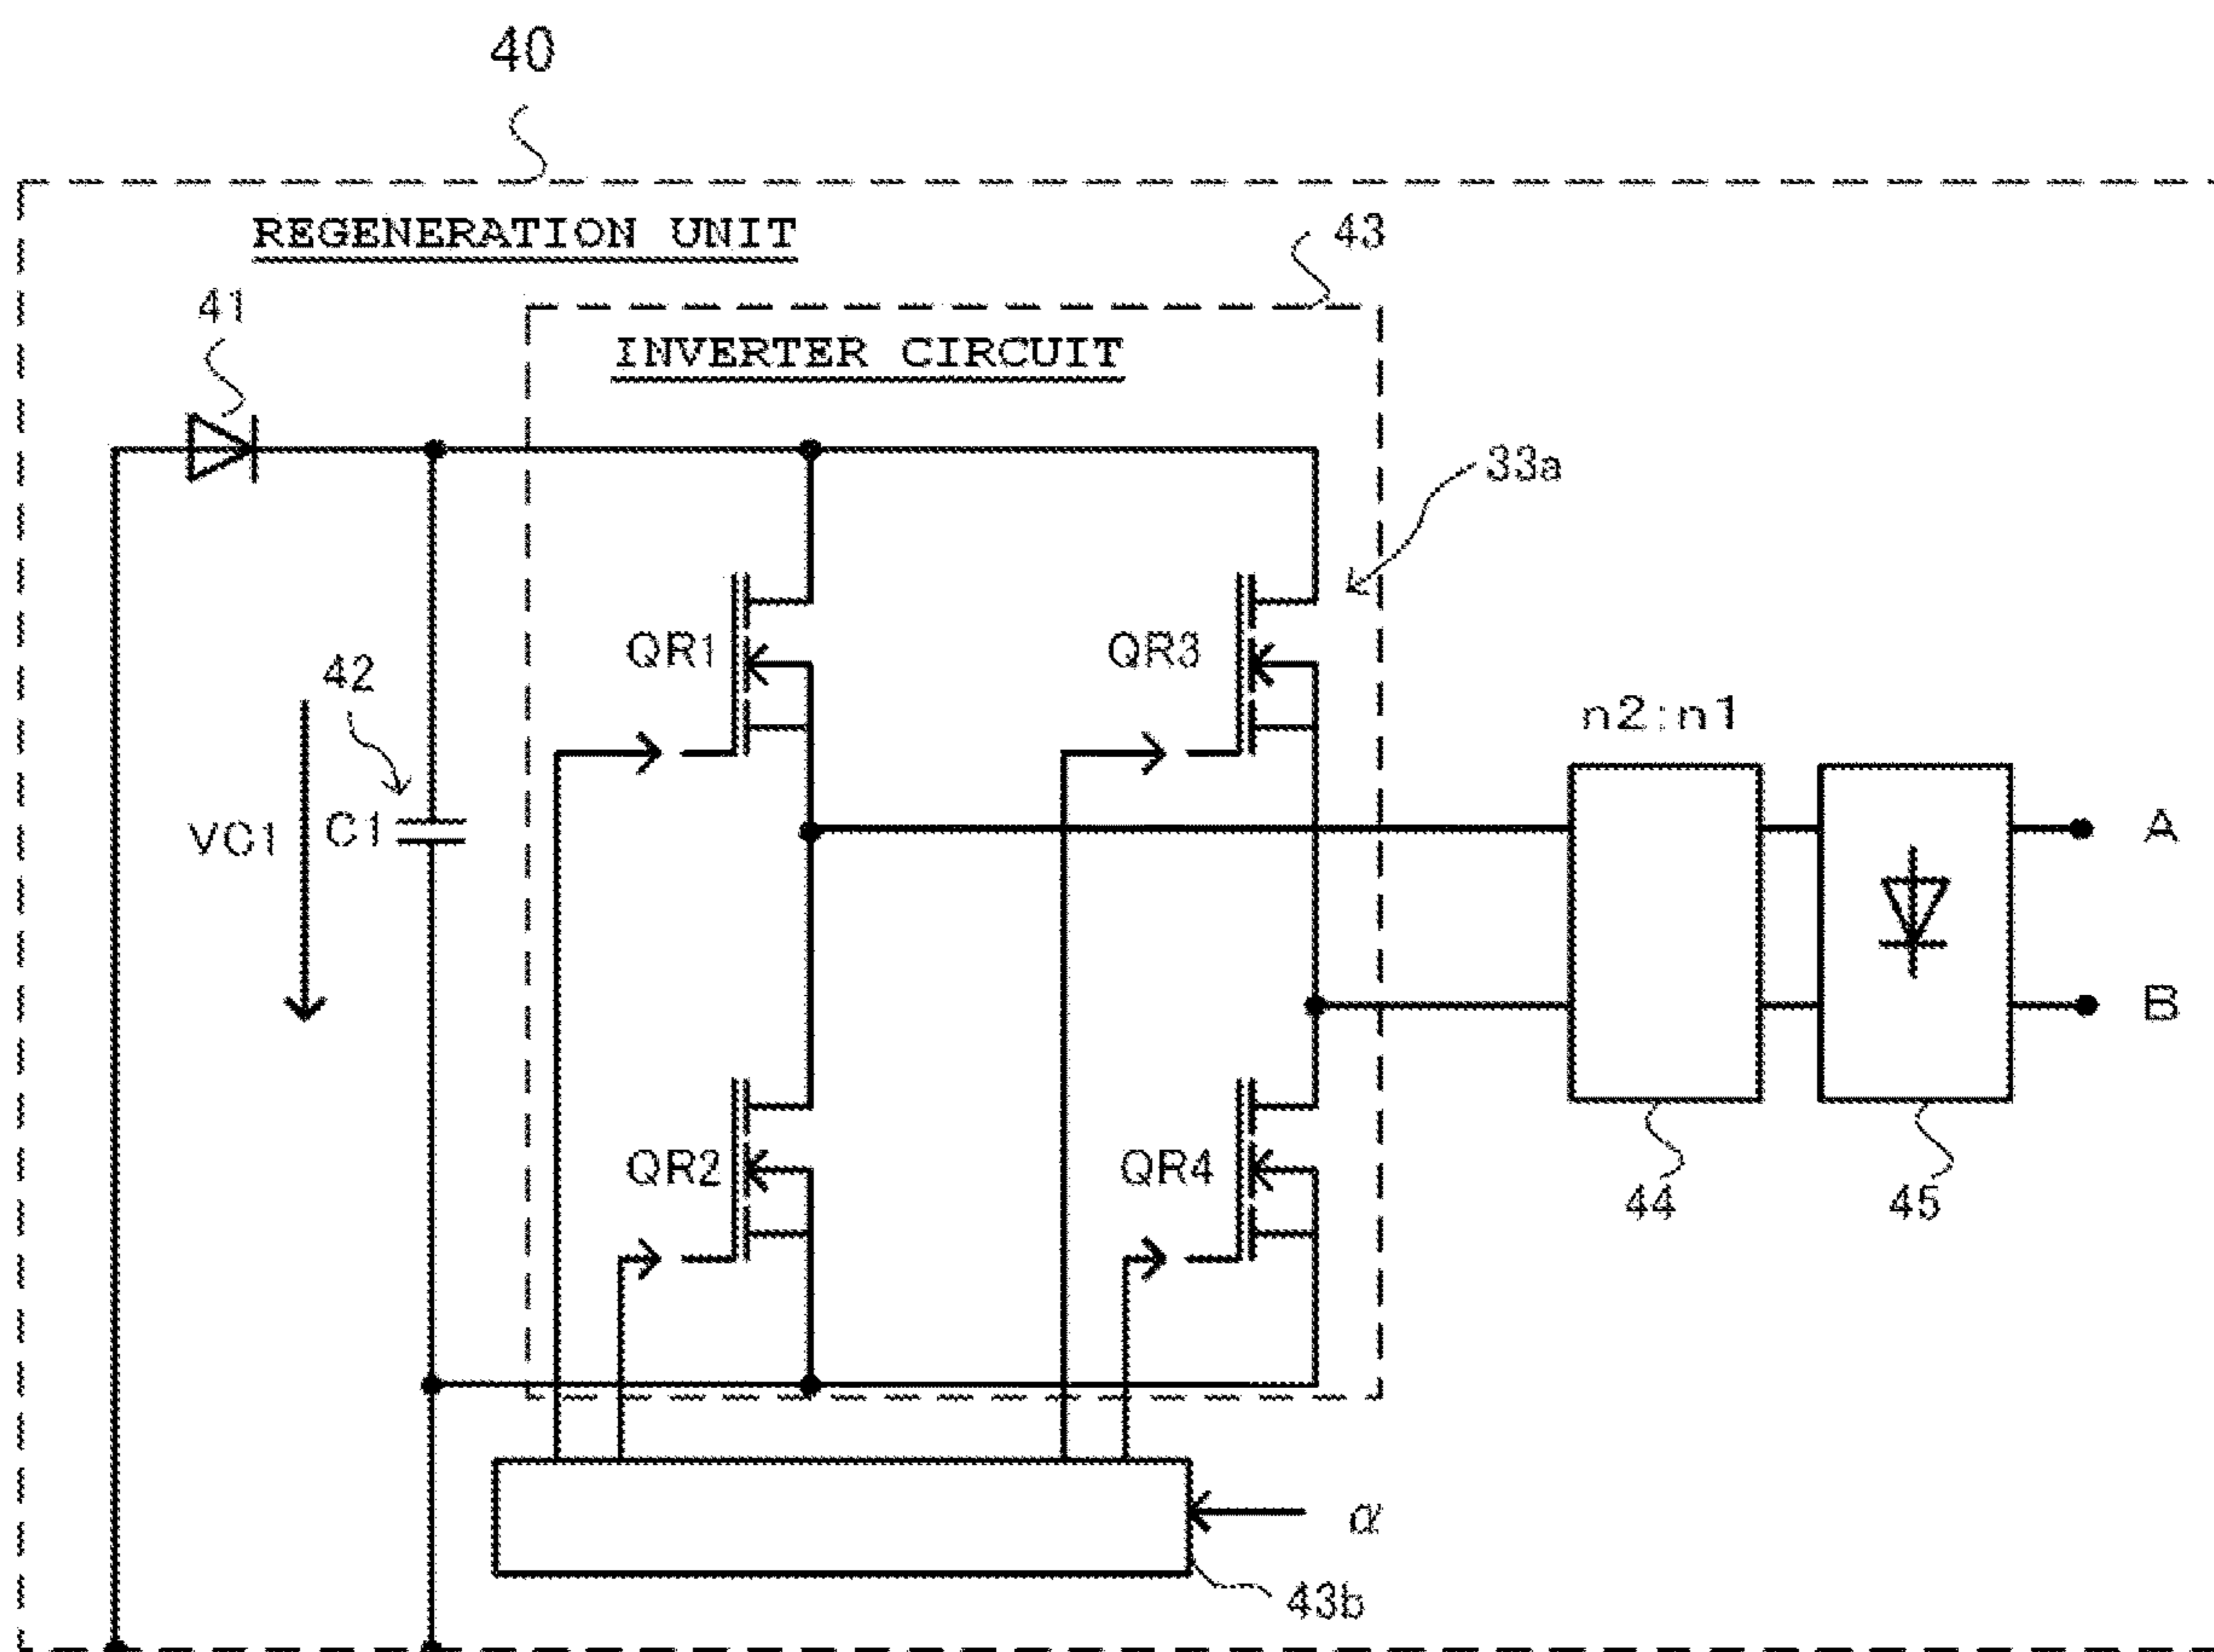 40
REGENERATION UNIT
43
41
INVERTER CIRCUIT
33a
QR1
QR3
42
n2:n1
VC1
C1
A
B
QR2
QR4
44
45
α
43b